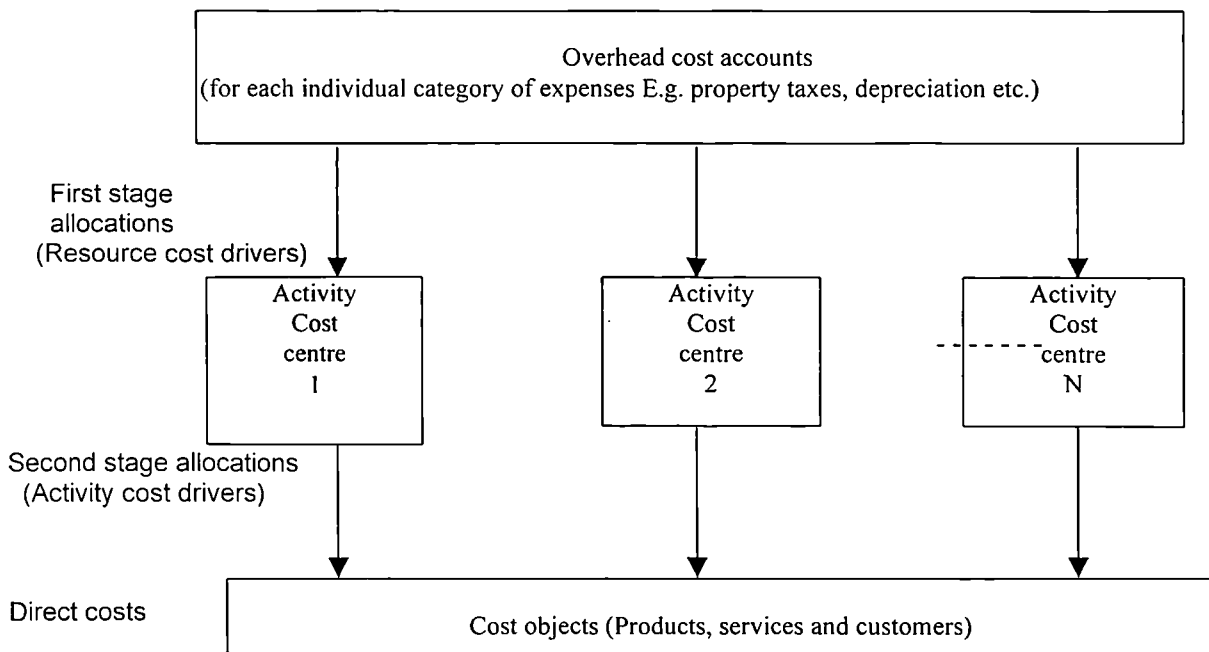 Overhead cost accounts
(for each individual category of expenses E.g. property taxes, depreciation etc.)
First stage
allocations
(Resource cost drivers)
Activity
Cost
centre
1
Activity
Cost
centre
2
Activity
Cost
centre
N
Second stage allocations
(Activity cost drivers)
Direct costs
Cost objects (Products, services and customers)